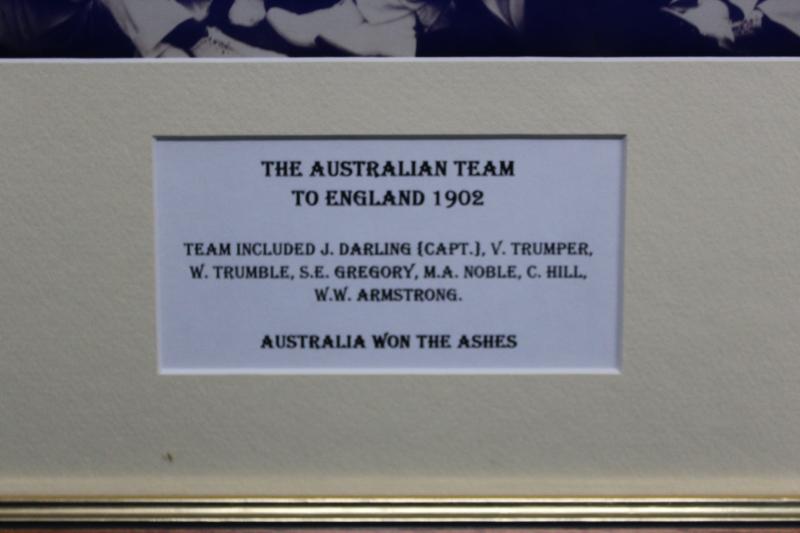 THE AUSTRALIAN TEAM
TO ENGLAND 1902
TEAM INCLUDED J. DARLING (CAPT.), V. TRUMPER,
W. TRUMBLE, S.E. GREGORY, M.A. NOBLE, C. HILL,
W.W. ARMSTRONG.
AUSTRALIA WON THE ASHES